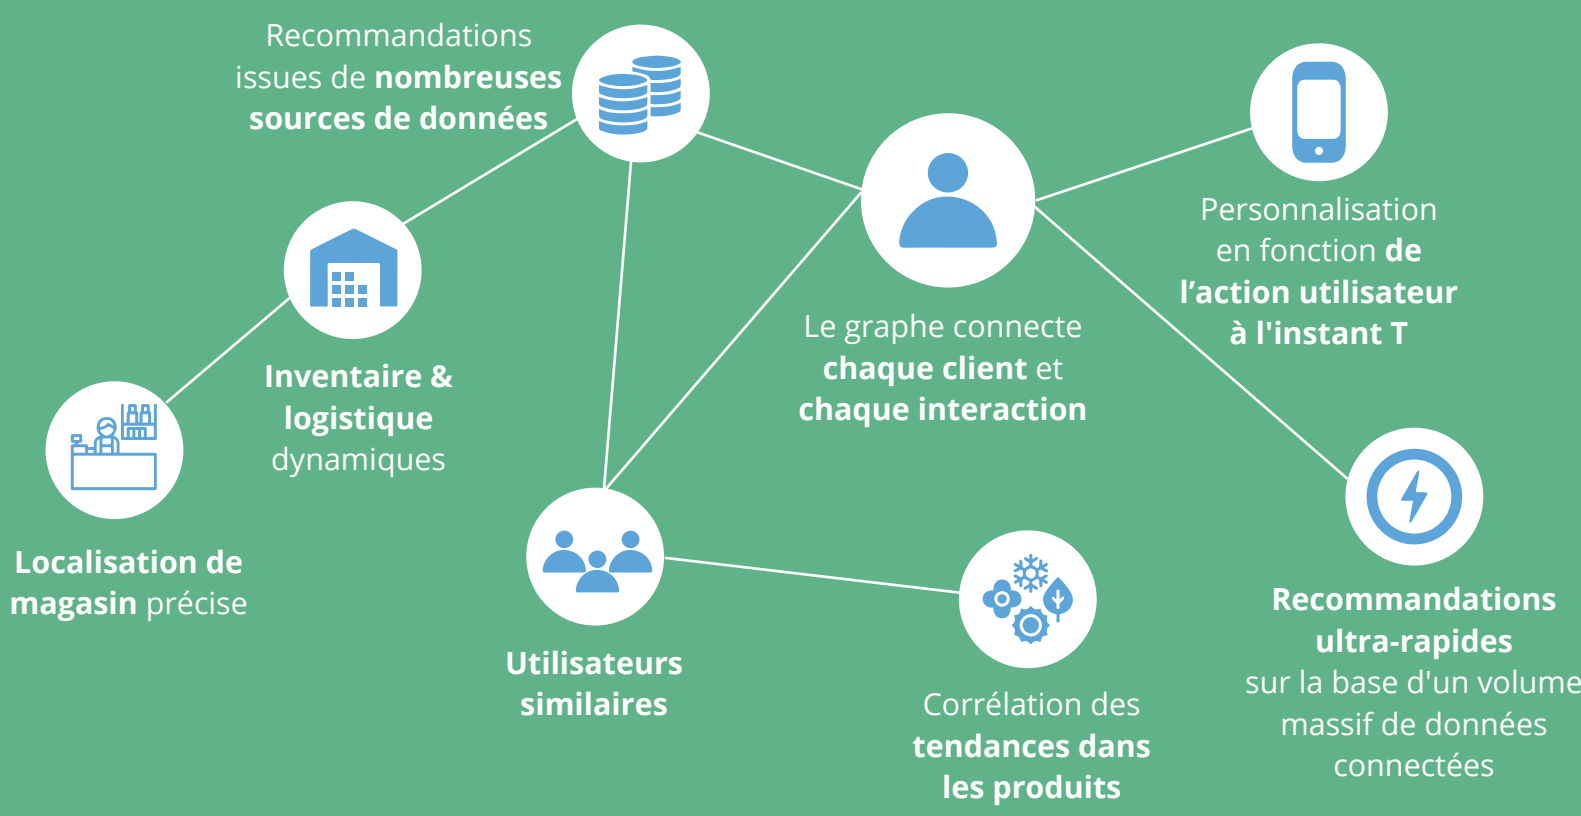 Recommandations
issues de nombreuses
sources de données
Personnalisation
en fonction de
l’action utilisateur
à l'instant T
Le graphe connecte
chaque client et
chaque interaction
Inventaire &
logistique
dynamiques
Localisation de
magasin précise
Utilisateurs
similaires
Corrélation des
tendances dans
les produits
Recommandations
ultra-rapides
sur la base d'un volume
massif de données
connectées